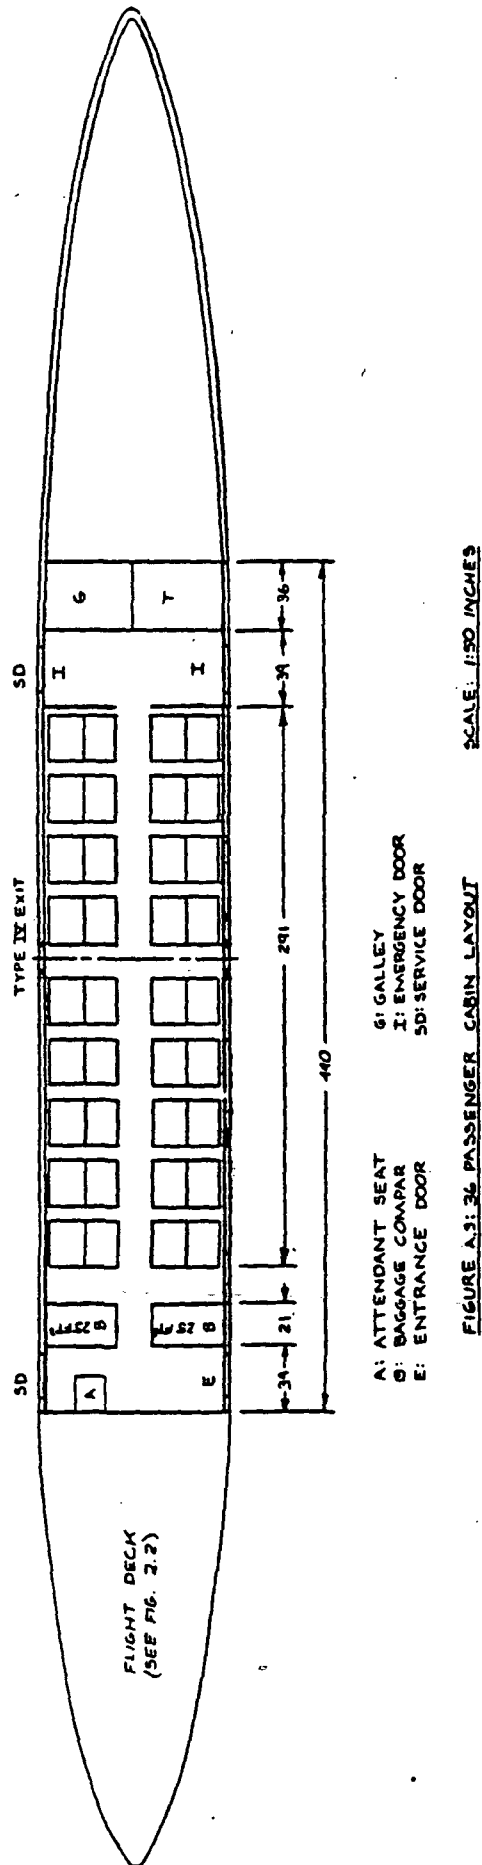 SD
TYPE IV EXIT
SD
FLIGHT DECK
(SEE FIG. 2.2)
A
E
B
B
I
I
G
T
34
21
291
39
36
440
A: ATTENDANT SEAT
B: BAGGAGE COMPAR
E: ENTRANCE DOOR
G: GALLEY
I: EMERGENCY DOOR
SD: SERVICE DOOR
FIGURE A.3: 36 PASSENGER CABIN LAYOUT
SCALE: 1:50 INCHES